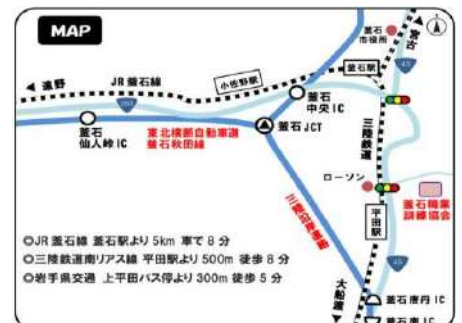 MAP
釜石
市役所
宮古
45
遠野
JR 釜石線
小佐野駅
釜石駅
283
釜石
中央 IC
釜石
仙人峠 IC
東北横断自動車道
釜石秋田線
釜石 JCT
三陸鉄道
ローソン
釜石職業
訓練協会
平田駅
三陸沿岸道路
◎JR 釜石線 釜石駅より 5km 車で 8 分
◎三陸鉄道南リアス線 平田駅より 500m 徒歩 8 分
◎岩手県交通 上平田バス停より 300m 徒歩 5 分
45
大船渡
釜石唐丹 IC
釜石南 IC